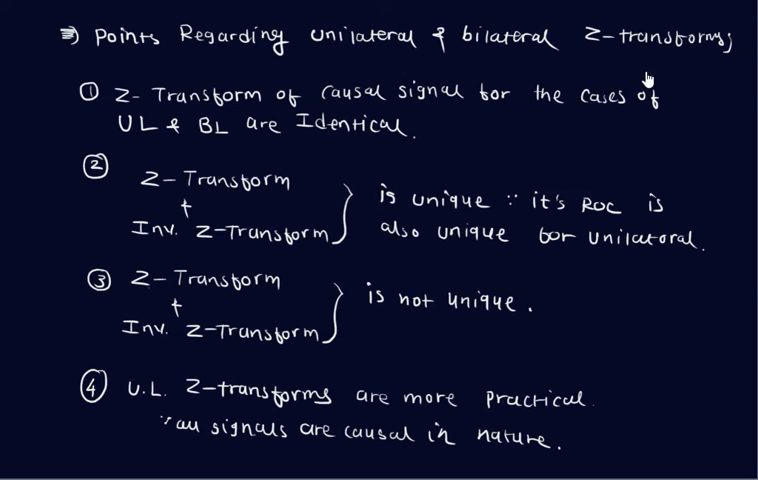 ⇒ Points Regarding unilateral & bilateral Z-transforms;
① Z-Transform of causal signal for the cases of
UL & BL are Identical.
②
Z-Transform
+
Inv. Z-Transform } is unique ∵ it's ROC is
also unique for unilateral.
③ Z-Transform
+
Inv. Z-Transform } is not unique.
④ U.L. Z-transforms are more practical.
∵ all signals are causal in nature.